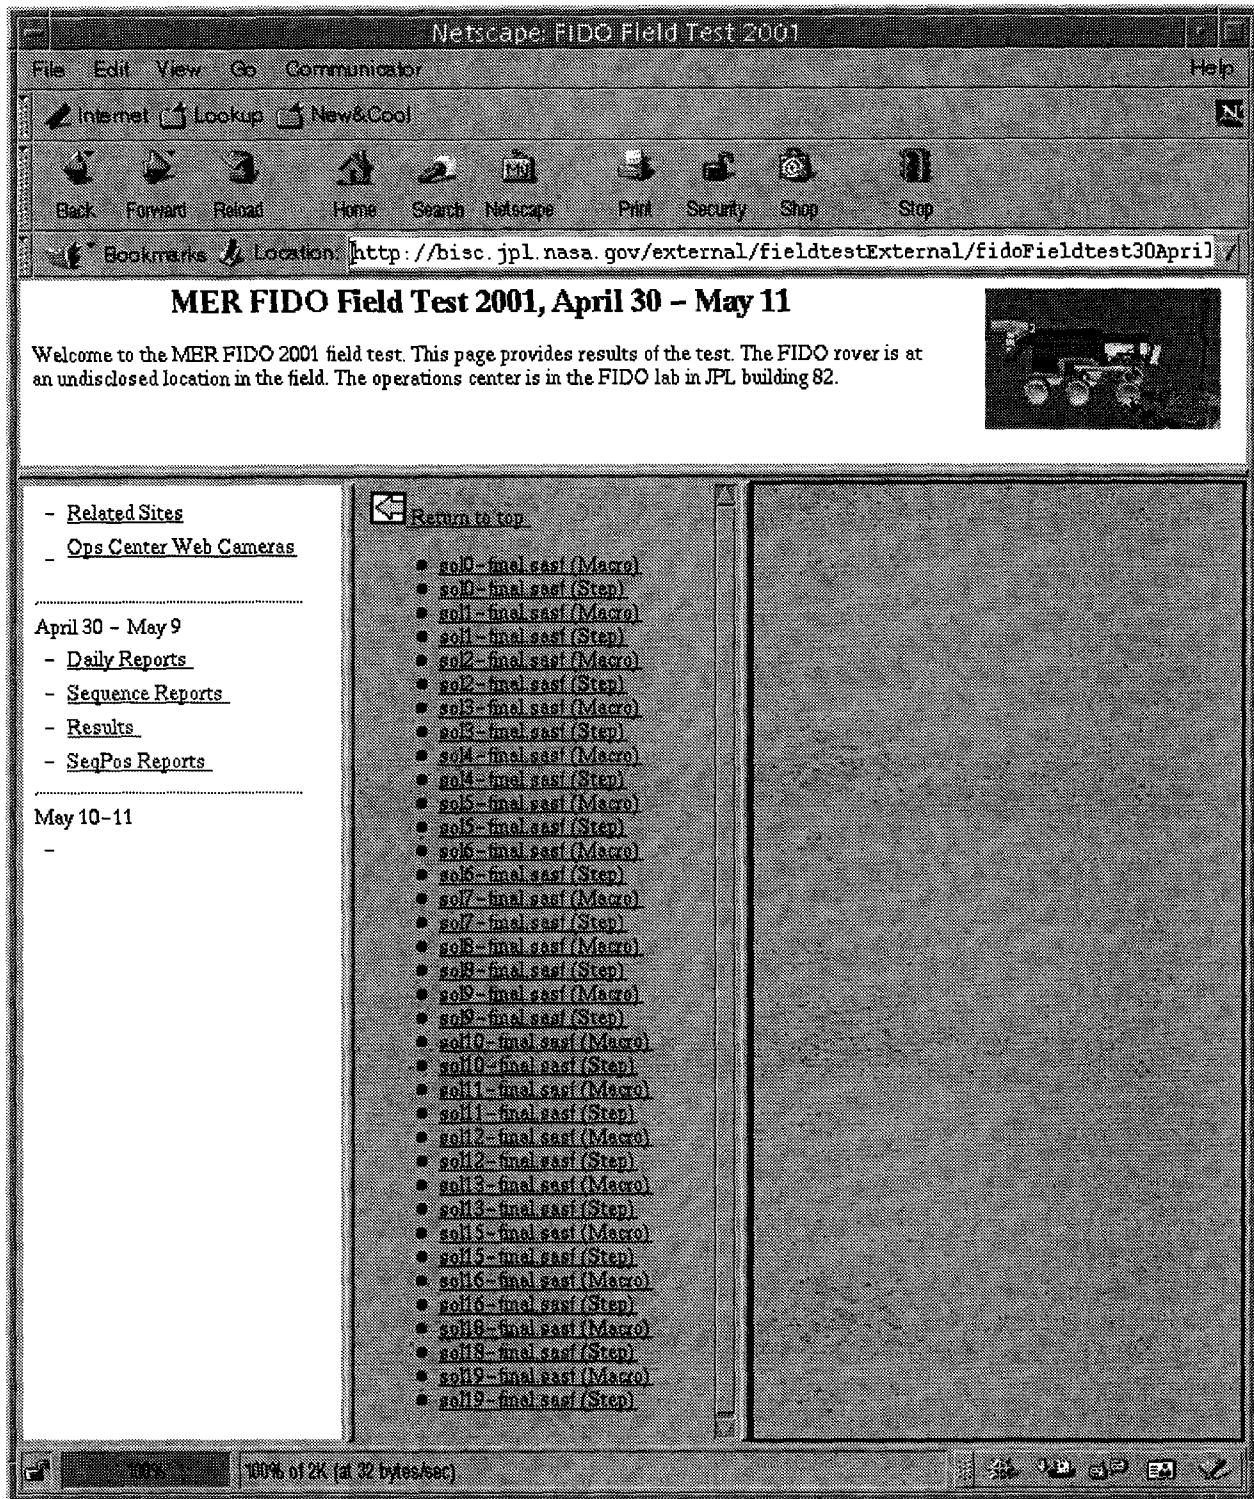 Netscape: FIDO Field Test 2001
File Edit View Go Communicator Help
Internet Lookup New&Cool
Back Forward Reload Home Search Netscape Print Security Shop Stop
Bookmarks Location: http://bisc.jpl.nasa.gov/external/fieldtestExternal/fidoFieldtest30April
MER FIDO Field Test 2001, April 30 – May 11
Welcome to the MER FIDO 2001 field test. This page provides results of the test. The FIDO rover is at
an undisclosed location in the field. The operations center is in the FIDO lab in JPL building 82.
– Related Sites
– Ops Center Web Cameras
April 30 – May 9
– Daily Reports
– Sequence Reports
– Results
– SeqPos Reports
May 10–11
–
Return to top
• sol0-final.sasf (Macro)
• sol0-final.sasf (Step)
• sol1-final.sasf (Macro)
• sol1-final.sasf (Step)
• sol2-final.sasf (Macro)
• sol2-final.sasf (Step)
• sol3-final.sasf (Macro)
• sol3-final.sasf (Step)
• sol4-final.sasf (Macro)
• sol4-final.sasf (Step)
• sol5-final.sasf (Macro)
• sol5-final.sasf (Step)
• sol6-final.sasf (Macro)
• sol6-final.sasf (Step)
• sol7-final.sasf (Macro)
• sol7-final.sasf (Step)
• sol8-final.sasf (Macro)
• sol8-final.sasf (Step)
• sol9-final.sasf (Macro)
• sol9-final.sasf (Step)
• sol10-final.sasf (Macro)
• sol10-final.sasf (Step)
• sol11-final.sasf (Macro)
• sol11-final.sasf (Step)
• sol12-final.sasf (Macro)
• sol12-final.sasf (Step)
• sol13-final.sasf (Macro)
• sol13-final.sasf (Step)
• sol15-final.sasf (Macro)
• sol15-final.sasf (Step)
• sol16-final.sasf (Macro)
• sol16-final.sasf (Step)
• sol18-final.sasf (Macro)
• sol18-final.sasf (Step)
• sol19-final.sasf (Macro)
• sol19-final.sasf (Step)
100% 100% of 2K (at 32 bytes/sec)